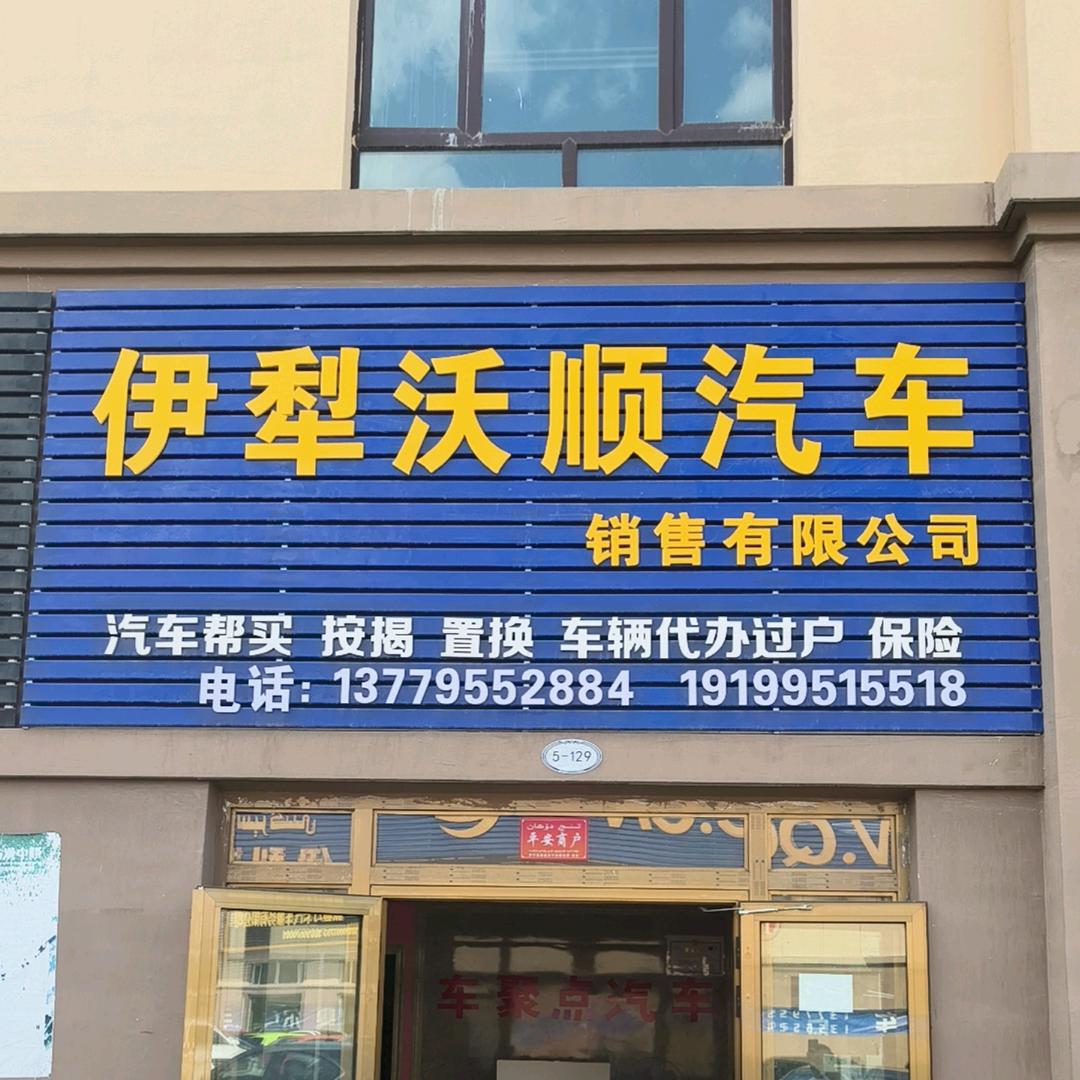 伊犁沃顺汽车
销售有限公司
汽车帮买 按揭 置换 车辆代办过户 保险
电话: 13779552884 19199515518
5-129
平安商户
车聚点汽车